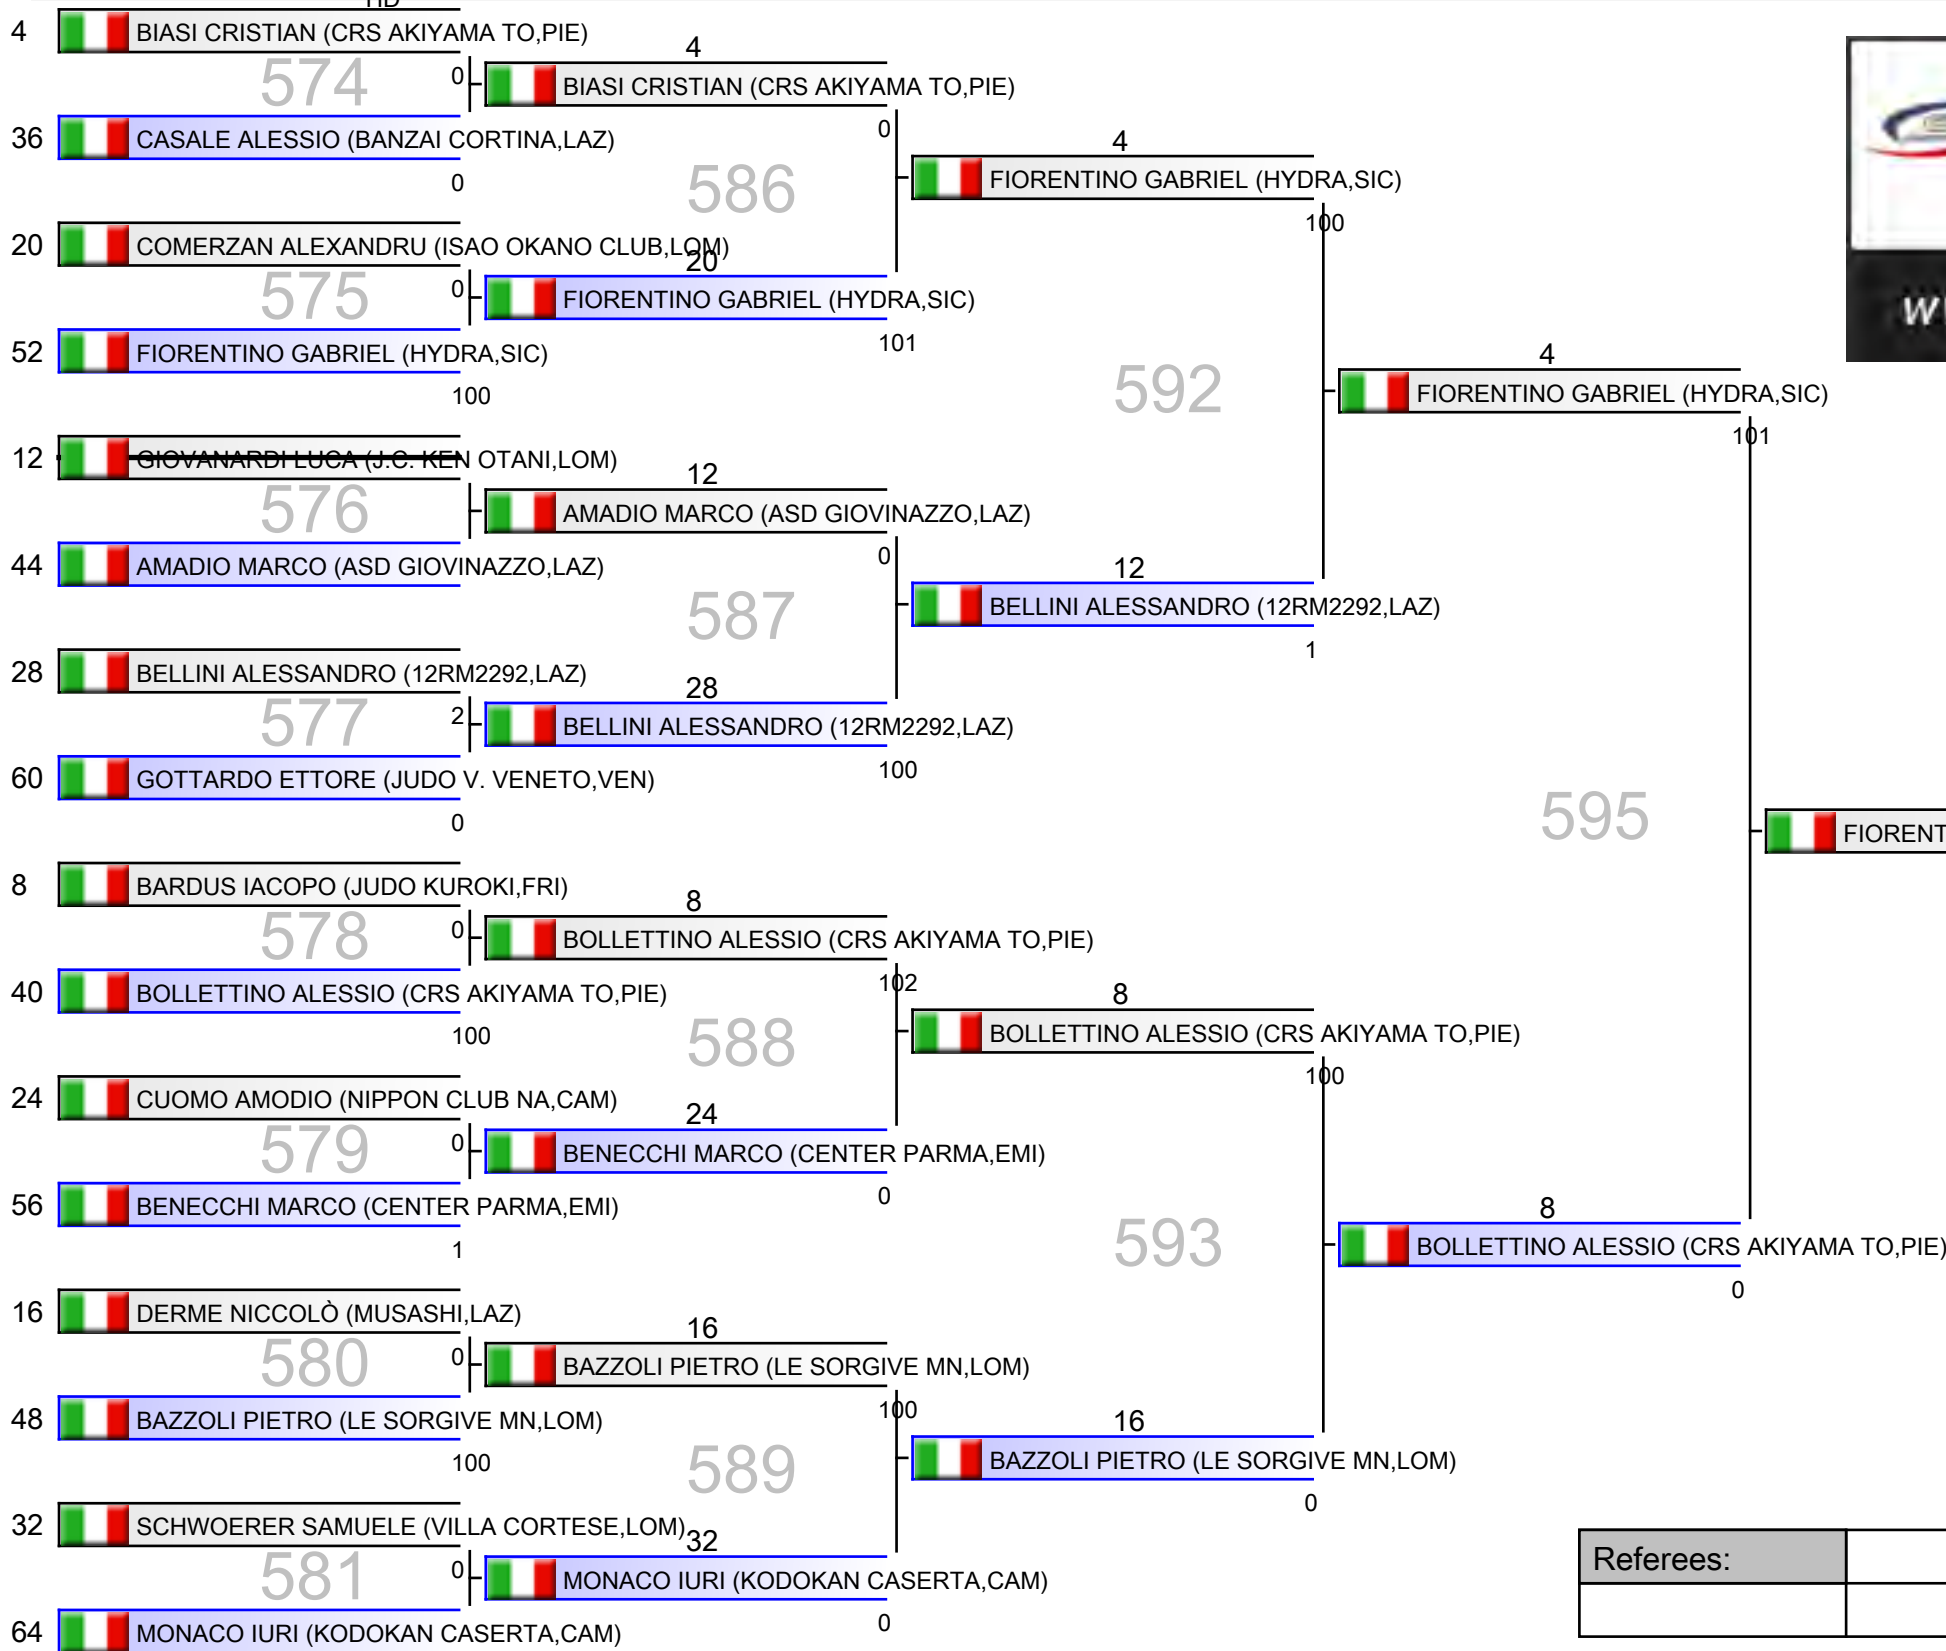 HD
4 BIASI CRISTIAN (CRS AKIYAMA TO,PIE)
4
574
0 BIASI CRISTIAN (CRS AKIYAMA TO,PIE)
36 CASALE ALESSIO (BANZAI CORTINA,LAZ)
0
0
4
586
FIORENTINO GABRIEL (HYDRA,SIC)
100
20 COMERZAN ALEXANDRU (ISAO OKANO CLUB,LOM)
20
575
0 FIORENTINO GABRIEL (HYDRA,SIC)
101
52 FIORENTINO GABRIEL (HYDRA,SIC)
100
592
4
FIORENTINO GABRIEL (HYDRA,SIC)
101
12 GIOVANARDI LUCA (J.C. KEN OTANI,LOM)
12
576
AMADIO MARCO (ASD GIOVINAZZO,LAZ)
0
44 AMADIO MARCO (ASD GIOVINAZZO,LAZ)
12
587
BELLINI ALESSANDRO (12RM2292,LAZ)
1
28 BELLINI ALESSANDRO (12RM2292,LAZ)
28
577
2 BELLINI ALESSANDRO (12RM2292,LAZ)
100
60 GOTTARDO ETTORE (JUDO V. VENETO,VEN)
0
595
FIORENT
8 BARDUS IACOPO (JUDO KUROKI,FRI)
8
578
0 BOLLETTINO ALESSIO (CRS AKIYAMA TO,PIE)
102
40 BOLLETTINO ALESSIO (CRS AKIYAMA TO,PIE)
100
8
588
BOLLETTINO ALESSIO (CRS AKIYAMA TO,PIE)
100
24 CUOMO AMODIO (NIPPON CLUB NA,CAM)
24
579
0 BENECCHI MARCO (CENTER PARMA,EMI)
0
56 BENECCHI MARCO (CENTER PARMA,EMI)
1
593
8
BOLLETTINO ALESSIO (CRS AKIYAMA TO,PIE)
0
16 DERME NICCOLÒ (MUSASHI,LAZ)
16
580
0 BAZZOLI PIETRO (LE SORGIVE MN,LOM)
100
48 BAZZOLI PIETRO (LE SORGIVE MN,LOM)
100
16
589
BAZZOLI PIETRO (LE SORGIVE MN,LOM)
0
32 SCHWOERER SAMUELE (VILLA CORTESE,LOM)
32
581
0 MONACO IURI (KODOKAN CASERTA,CAM)
0
64 MONACO IURI (KODOKAN CASERTA,CAM)
Referees: